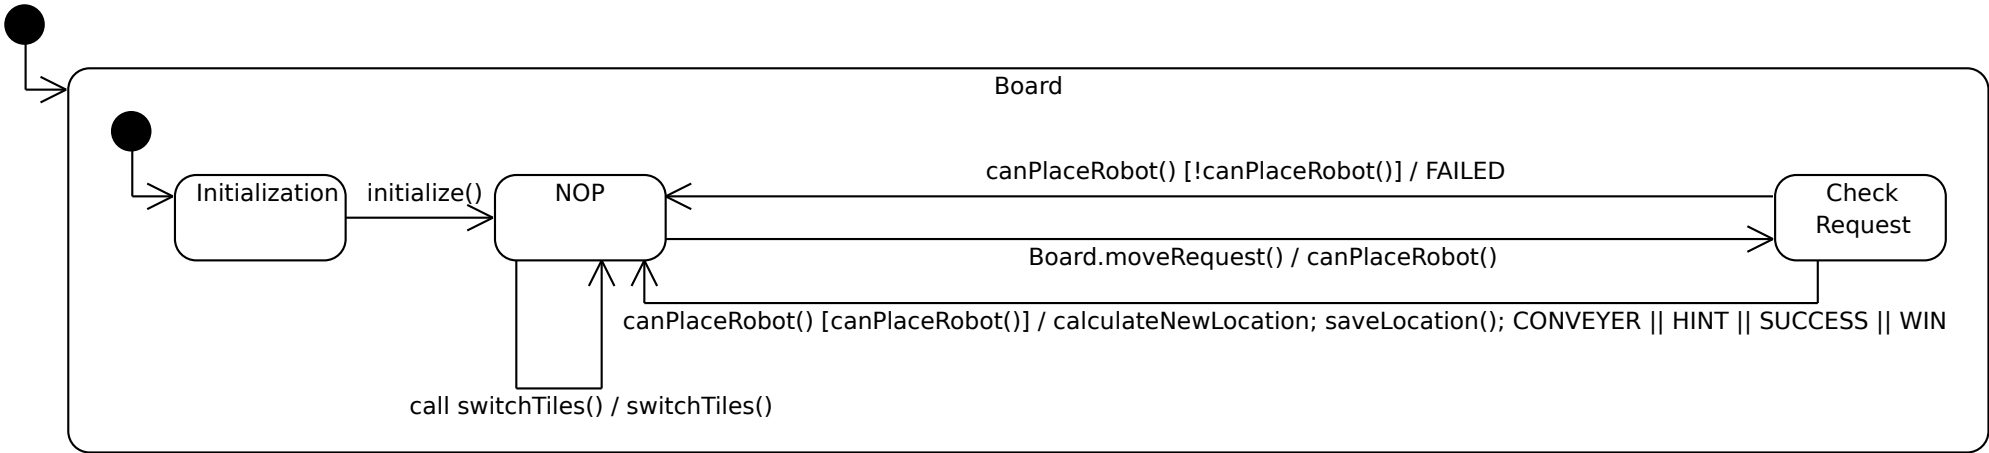 Board
canPlaceRobot() [!canPlaceRobot()] / FAILED
Initialization
initialize()
NOP
Check
Request
Board.moveRequest() / canPlaceRobot()
canPlaceRobot() [canPlaceRobot()] / calculateNewLocation; saveLocation(); CONVEYER || HINT || SUCCESS || WIN
call switchTiles() / switchTiles()